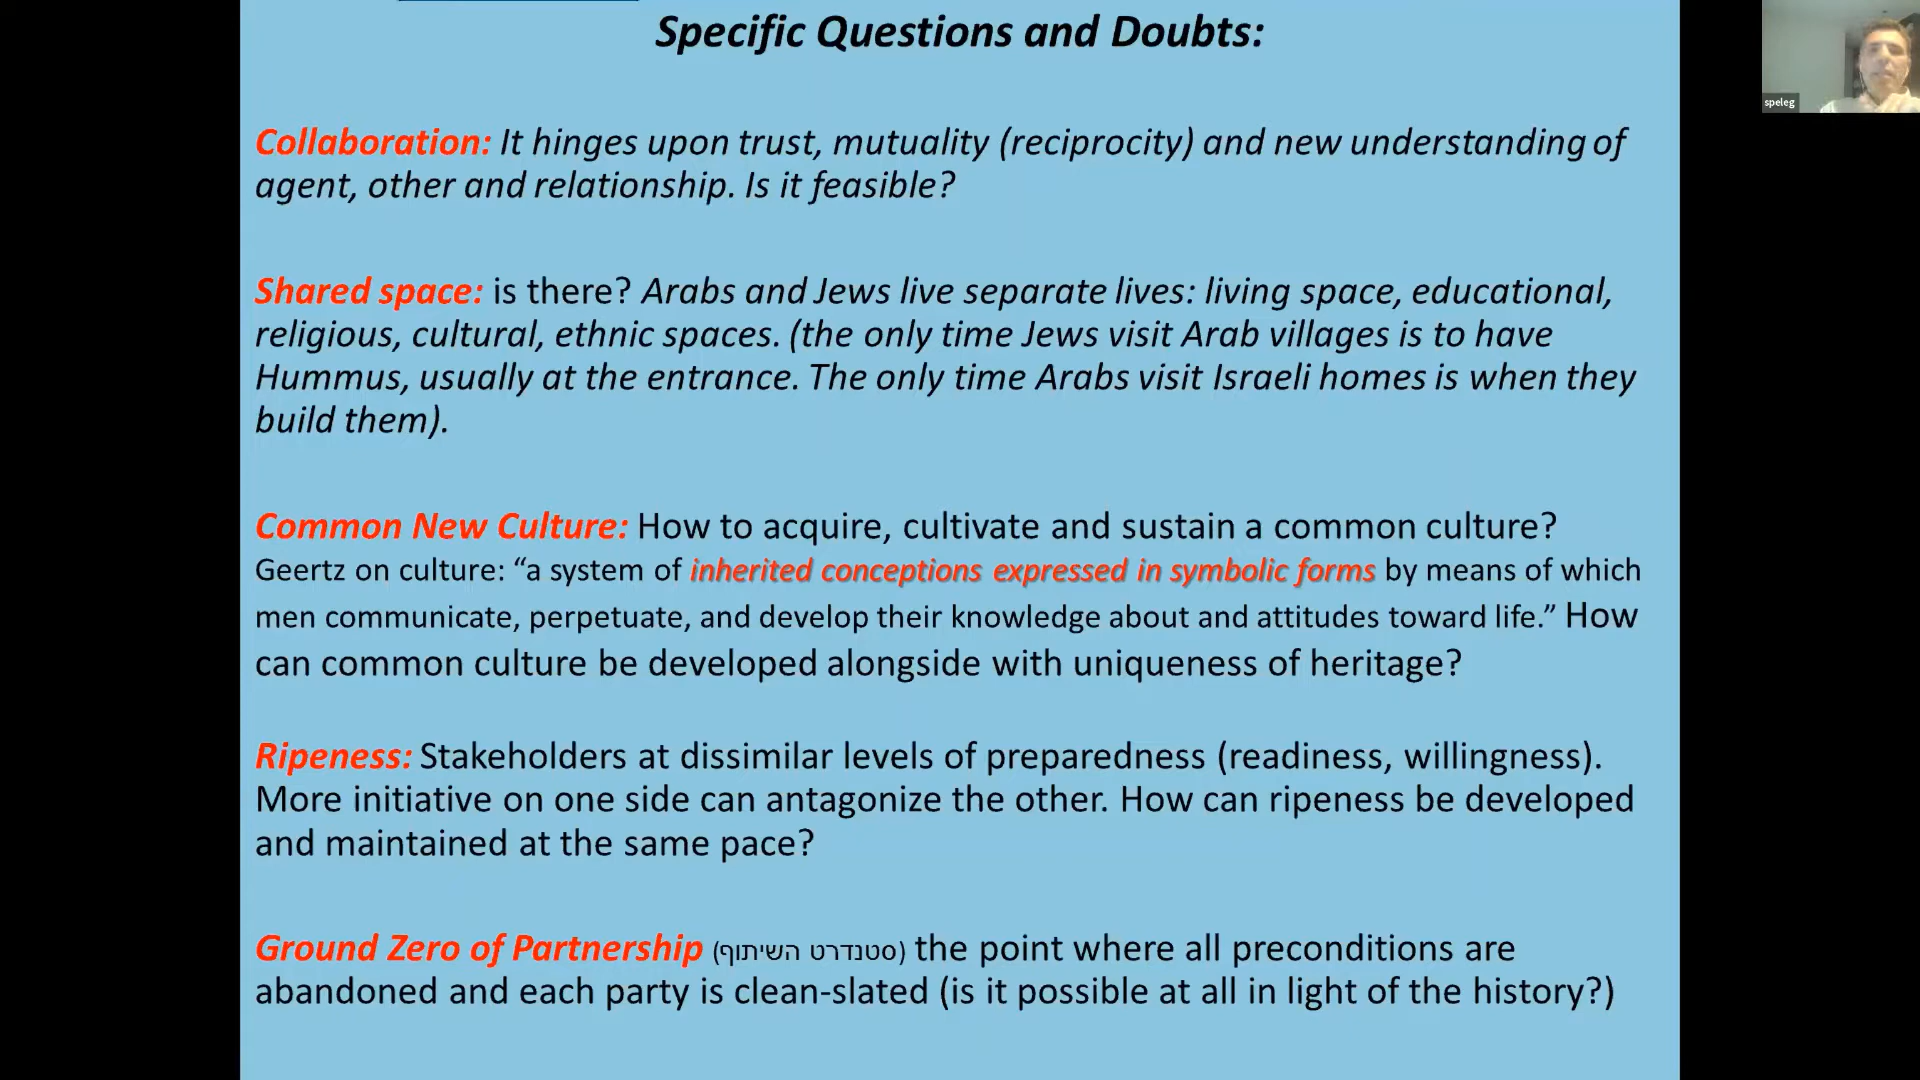 Specific Questions and Doubts:
speleg
Collaboration: It hinges upon trust, mutuality (reciprocity) and new understanding of
agent, other and relationship. Is it feasible?
Shared space: is there? Arabs and Jews live separate lives: living space, educational,
religious, cultural, ethnic spaces. (the only time Jews visit Arab villages is to have
Hummus, usually at the entrance. The only time Arabs visit Israeli homes is when they
build them).
Common New Culture: How to acquire, cultivate and sustain a common culture?
Geertz on culture: “a system of inherited conceptions expressed in symbolic forms by means of which
men communicate, perpetuate, and develop their knowledge about and attitudes toward life.” How
can common culture be developed alongside with uniqueness of heritage?
Ripeness: Stakeholders at dissimilar levels of preparedness (readiness, willingness).
More initiative on one side can antagonize the other. How can ripeness be developed
and maintained at the same pace?
Ground Zero of Partnership (סטנדרט השיתוף) the point where all preconditions are
abandoned and each party is clean-slated (is it possible at all in light of the history?)